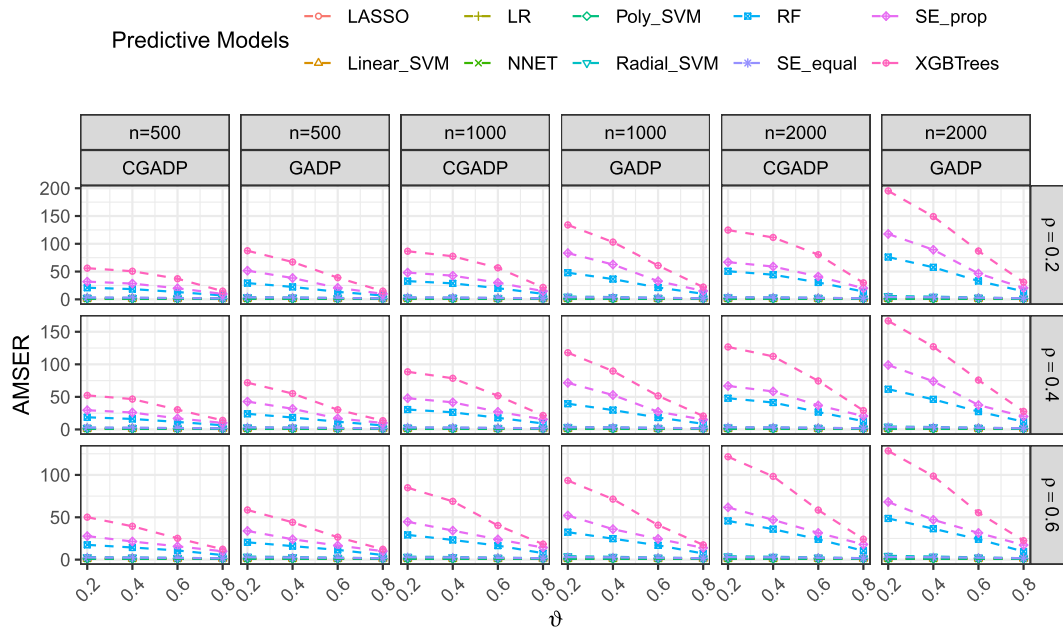 Predictive Models
LASSO LR Poly_SVM RF SE_prop
Linear_SVM NNET Radial_SVM SE_equal XGBTrees
n=500 n=500 n=1000 n=1000 n=2000 n=2000
CGADP GADP CGADP GADP CGADP GADP
AMSER
200
150
100
50
0
ρ = 0.2
150
100
50
0
ρ = 0.4
100
50
0
ρ = 0.6
0.2 0.4 0.6 0.8 0.2 0.4 0.6 0.8 0.2 0.4 0.6 0.8 0.2 0.4 0.6 0.8 0.2 0.4 0.6 0.8 0.2 0.4 0.6 0.8
ϑ